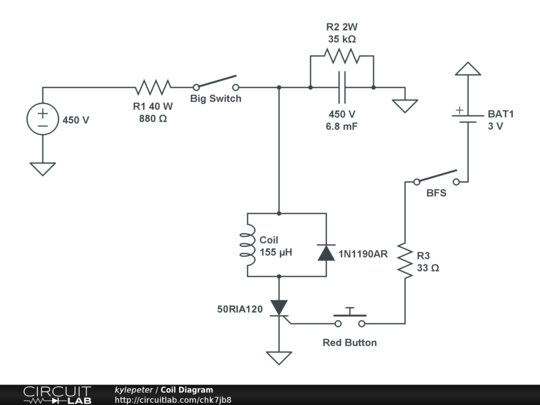 R2 2W
35 kΩ
450 V
R1 40 W
880 Ω
Big Switch
450 V
6.8 mF
+
BAT1
3 V
BFS
Coil
155 µH
1N1190AR
R3
33 Ω
50RIA120
Red Button
CIRCUIT
LAB
kylepeter / Coil Diagram
http://circuitlab.com/chk7jb8